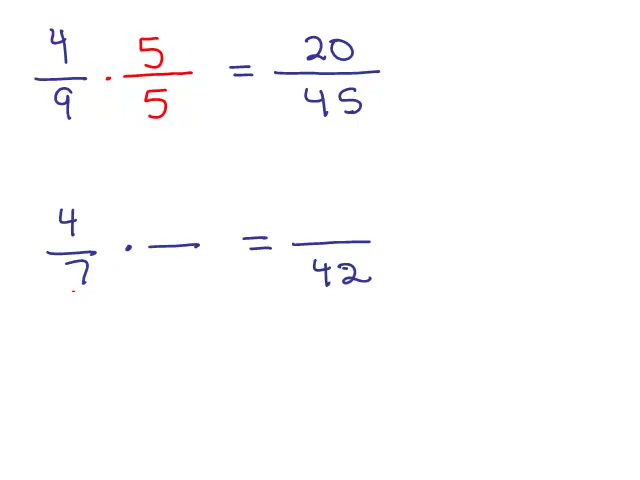 4/9 · 5/5 = 20/45
4/7 · — = —/42